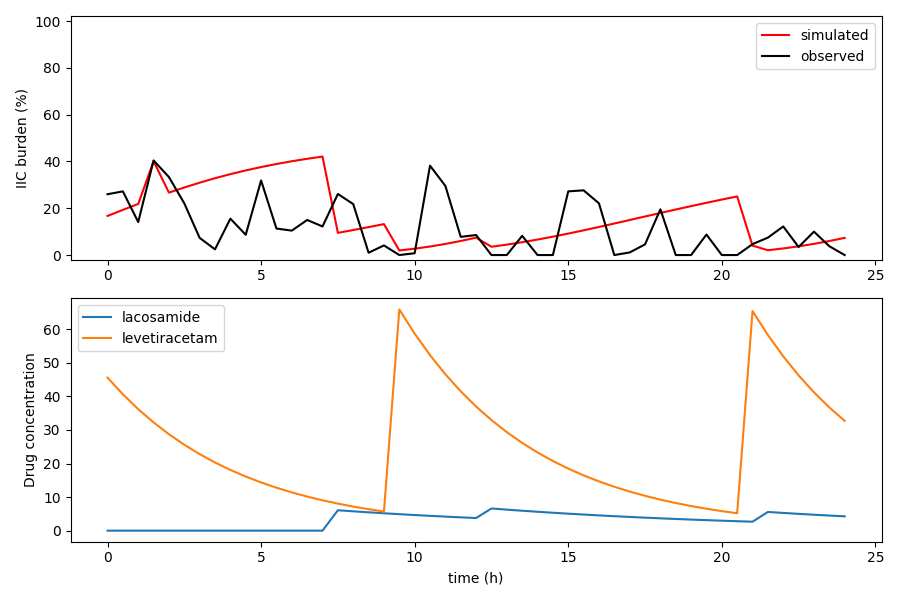 100
80
60
40
20
0
IIC burden (%)
simulated
observed
0 5 10 15 20 25
60
50
40
30
20
10
0
Drug concentration
lacosamide
levetiracetam
0 5 10 15 20 25
time (h)